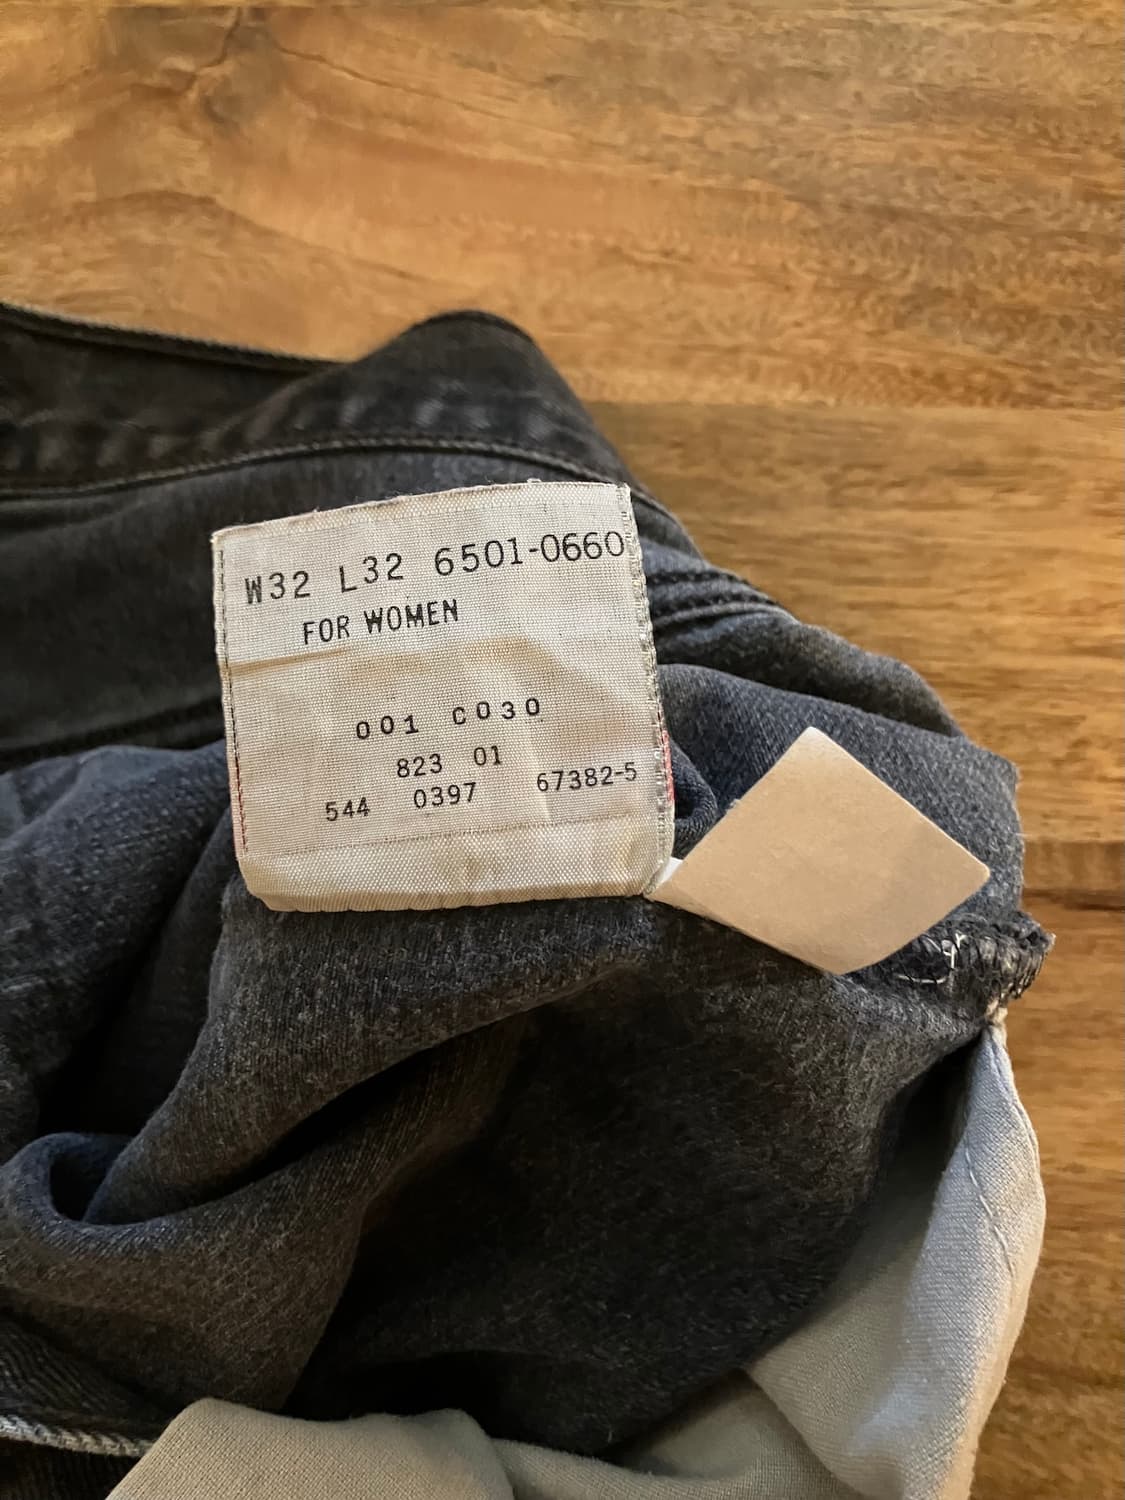 W32 L32 6501-0660
FOR WOMEN
001 C030
823 01
544 0397 67382-5